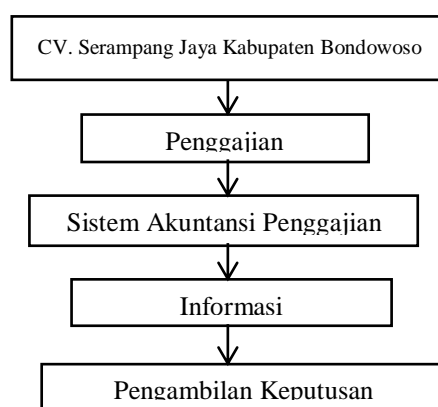 CV. Serampang Jaya Kabupaten Bondowoso
Penggajian
Sistem Akuntansi Penggajian
Informasi
Pengambilan Keputusan